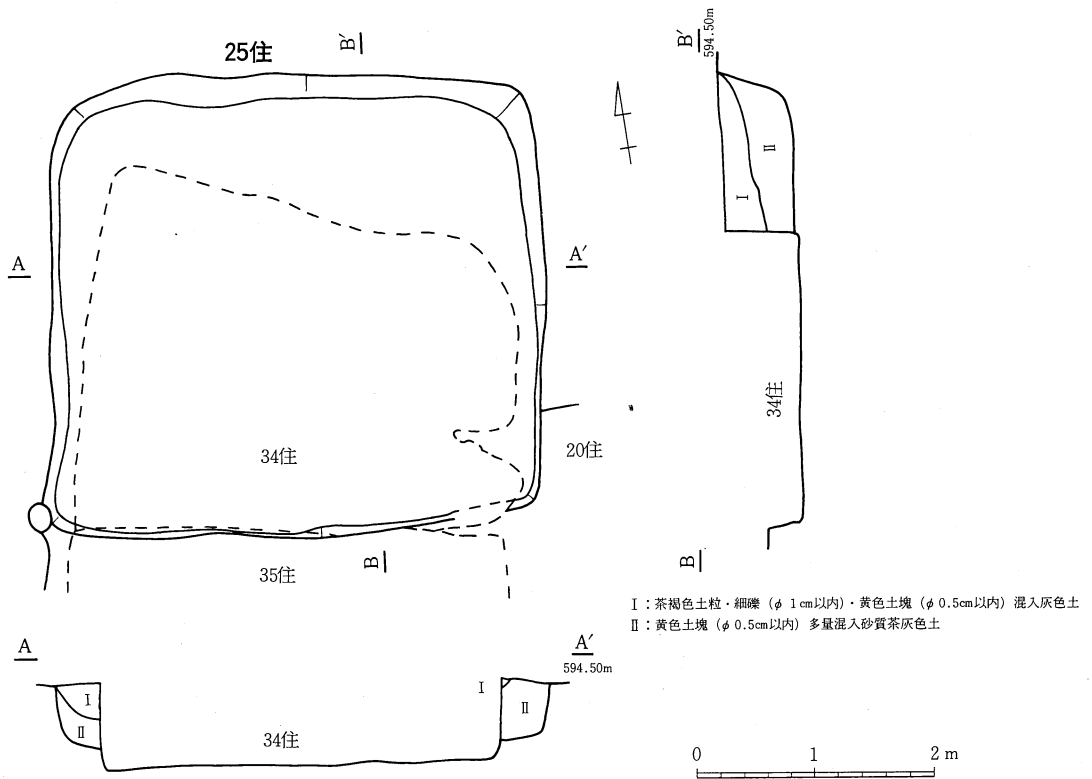 25住
B′
B′
594.50m
Ⅱ
Ⅰ
A
A′
34住
34住
20住
B
B
35住
Ⅰ：茶褐色土粒・細礫（φ 1cm以内）・黄色土塊（φ 0.5cm以内）混入灰色土
Ⅱ：黄色土塊（φ 0.5cm以内）多量混入砂質茶灰色土
A
A′
594.50m
Ⅰ
Ⅰ
Ⅱ
Ⅱ
34住
0 1 2 m